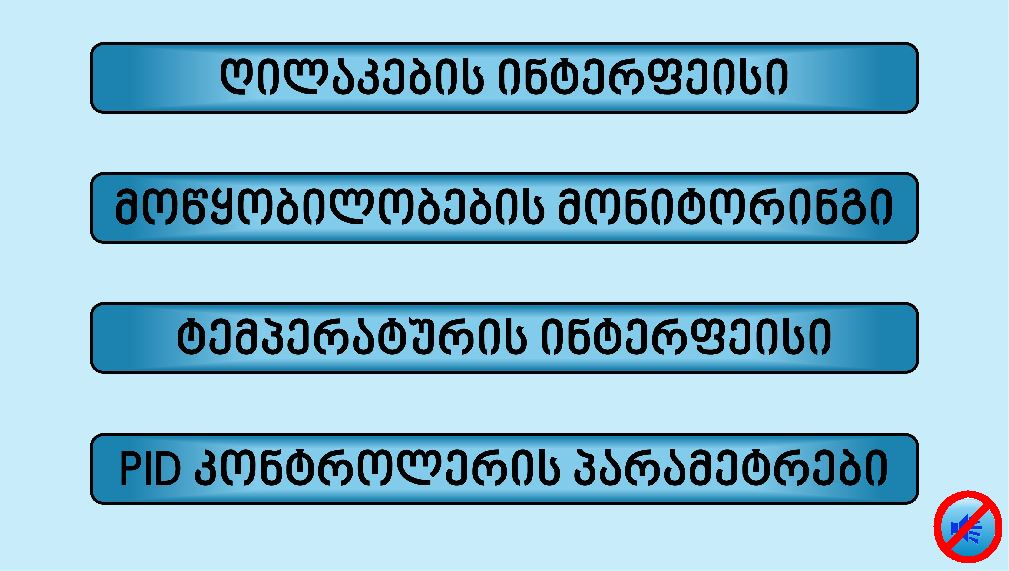 ღილაკების ინტერფეისი
მოწყობილობების მონიტორინგი
ტემპერატურის ინტერფეისი
PID კონტროლერის პარამეტრები